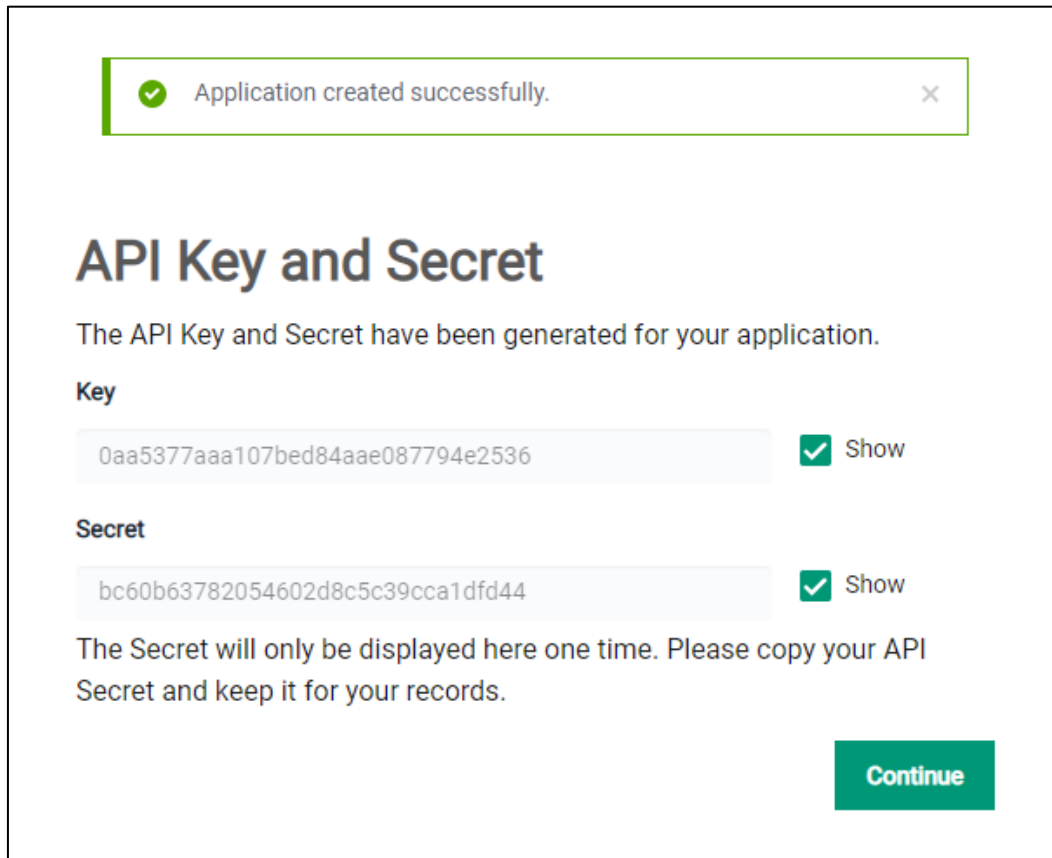 Application created successfully.
API Key and Secret
The API Key and Secret have been generated for your application.
Key
0aa5377aaa107bed84aae087794e2536
Show
Secret
bc60b63782054602d8c5c39cca1dfd44
Show
The Secret will only be displayed here one time. Please copy your API
Secret and keep it for your records.
Continue